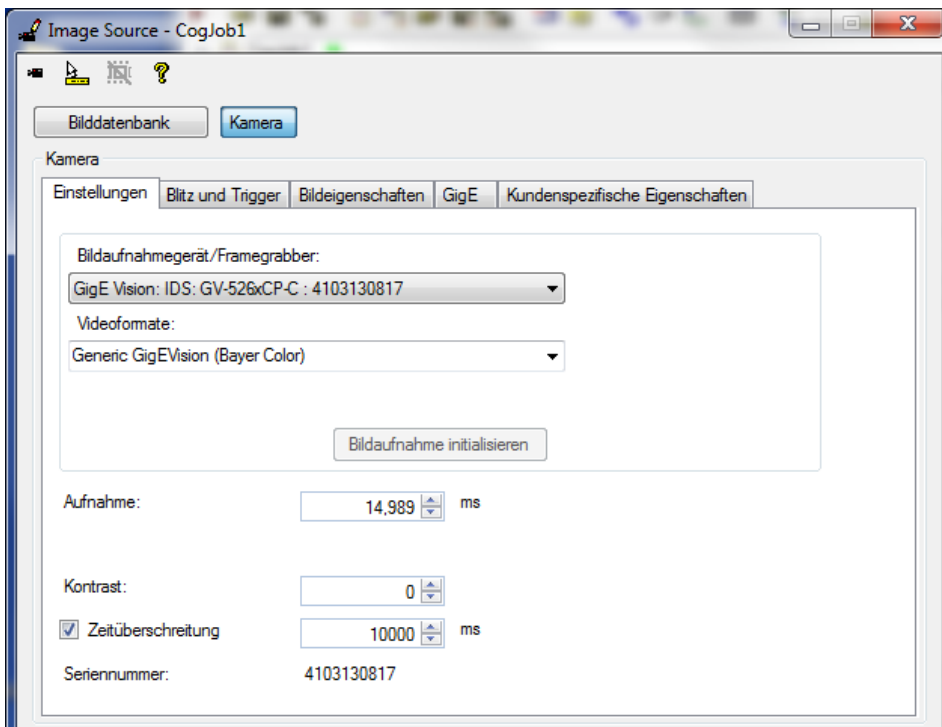 Image Source - CogJob1
Bilddatenbank
Kamera
Kamera
Einstellungen Blitz und Trigger Bildeigenschaften GigE Kundenspezifische Eigenschaften
Bildaufnahmegerät/Framegrabber:
GigE Vision: IDS: GV-526xCP-C : 4103130817
Videoformate:
Generic GigEVision (Bayer Color)
Bildaufnahme initialisieren
Aufnahme: 14,989 ms
Kontrast: 0
Zeitüberschreitung 10000 ms
Seriennummer: 4103130817